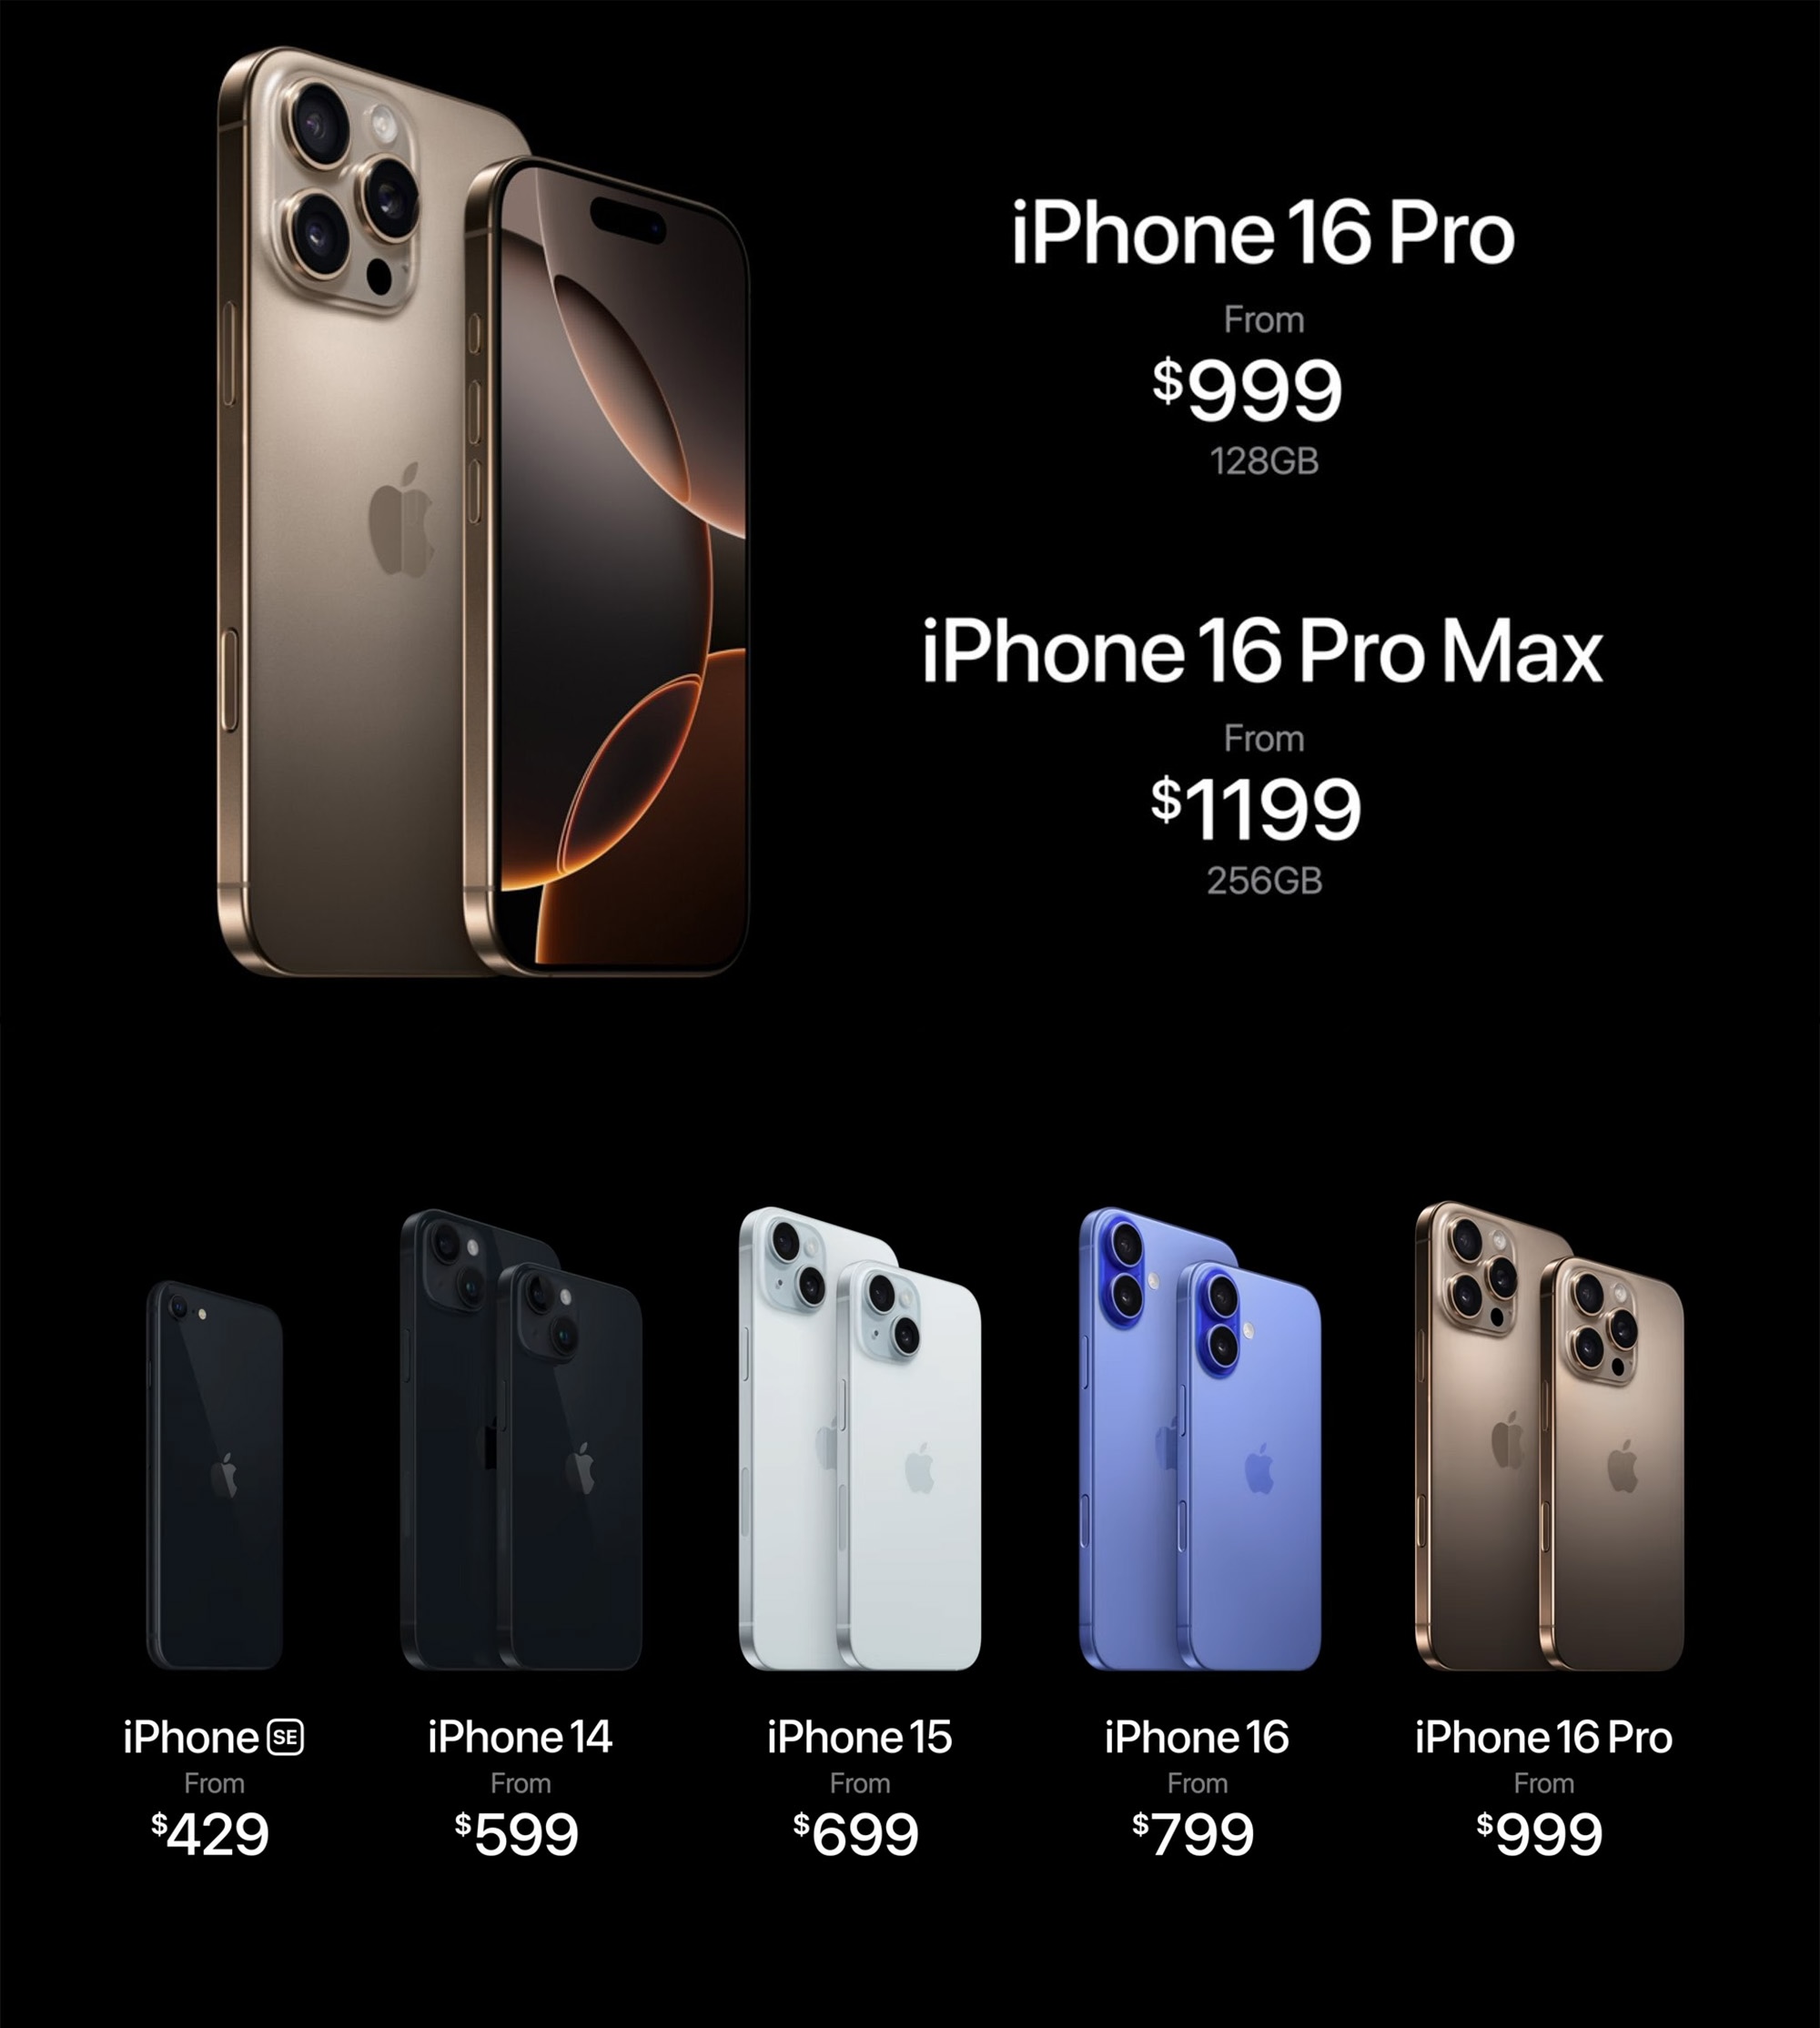 iPhone 16 Pro
From
$999
128GB
iPhone 16 Pro Max
From
$1199
256GB
iPhone SE
From
$429
iPhone 14
From
$599
iPhone 15
From
$699
iPhone 16
From
$799
iPhone 16 Pro
From
$999